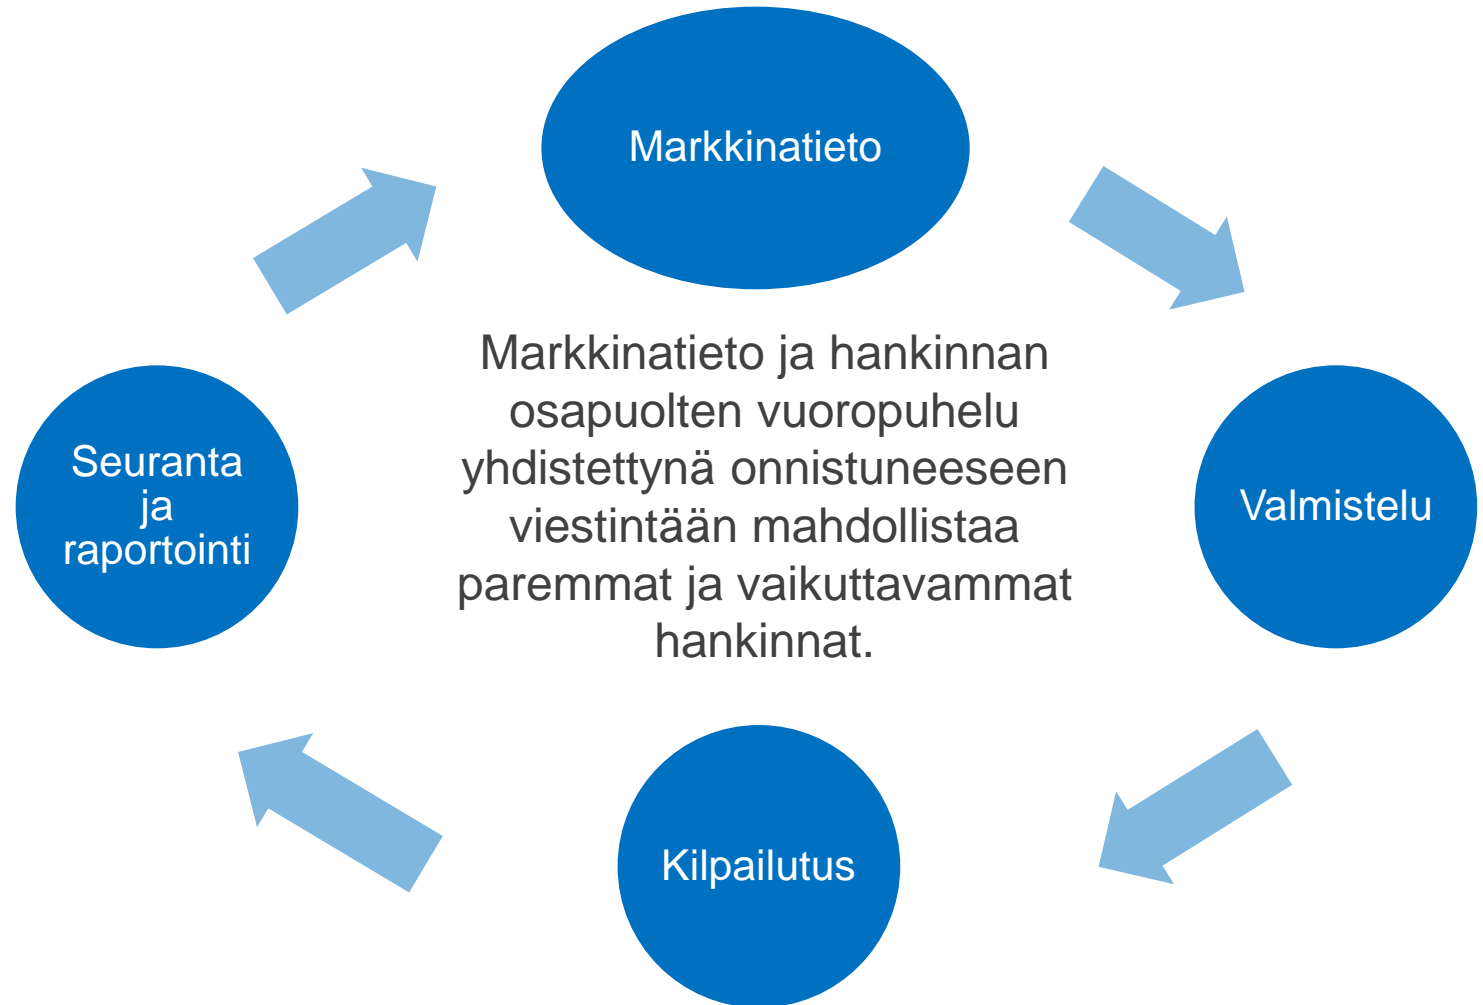 Markkinatieto
Markkinatieto ja hankinnan
osapuolten vuoropuhelu
yhdistettynä onnistuneeseen
viestintään mahdollistaa
paremmat ja vaikuttavammat
hankinnat.
Seuranta
ja
raportointi
Valmistelu
Kilpailutus